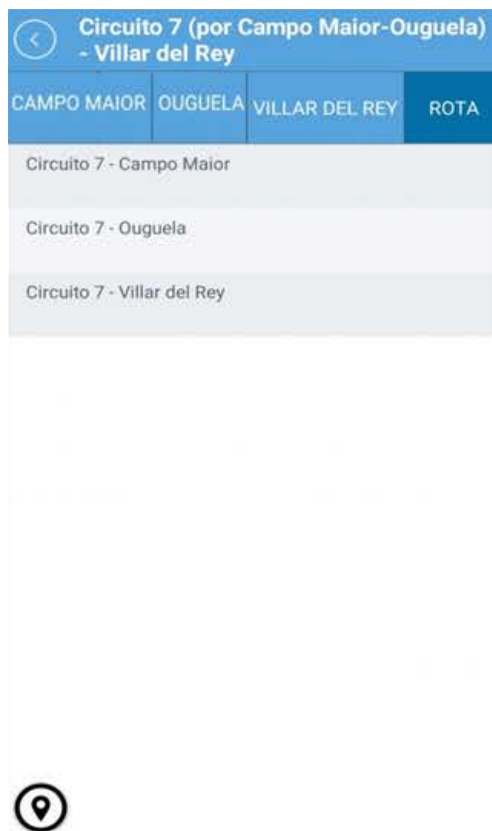 Circuito 7 (por Campo Maior-Ouguela)
- Villar del Rey
CAMPO MAIOR OUGUELA VILLAR DEL REY ROTA
Circuito 7 - Campo Maior
Circuito 7 - Ouguela
Circuito 7 - Villar del Rey